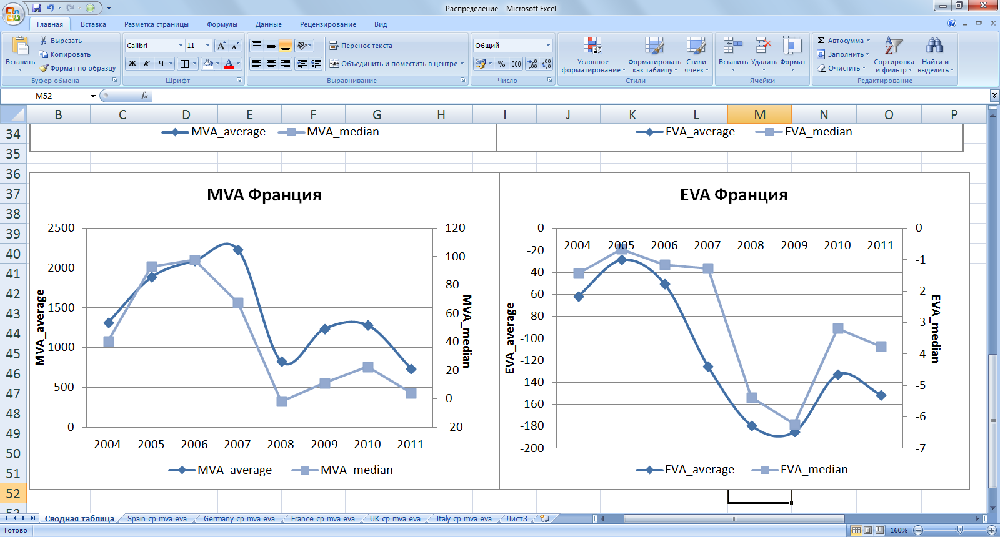 Распределение - Microsoft Excel
Главная Вставка Разметка страницы Формулы Данные Рецензирование Вид
Вставить
Вырезать
Копировать
Формат по образцу
Буфер обмена
Calibri 11
Ж К Ч
Шрифт
Перенос текста
Объединить и поместить в центре
Выравнивание
Общий
% 000
Число
Условное форматирование
Форматировать как таблицу
Стили ячеек
Стили
Вставить Удалить Формат
Ячейки
Автосумма
Заполнить
Очистить
Сортировка и фильтр
Найти и выделить
Редактирование
M52 fx
B C D E F G H I J K L M N O P
34
35
36
37
38
39
40
41
42
43
44
45
46
47
48
49
50
51
52
53
MVA_average MVA_median
EVA_average EVA_median
MVA Франция
2500
2000
1500
1000
500
0
MVA_average
120
100
80
60
40
20
0
-20
MVA_median
2004 2005 2006 2007 2008 2009 2010 2011
MVA_average MVA_median
EVA Франция
0
-20
-40
-60
-80
-100
-120
-140
-160
-180
-200
EVA_average
2004 2005 2006 2007 2008 2009 2010 2011
0
-1
-2
-3
-4
-5
-6
-7
EVA_median
EVA_average EVA_median
Сводная таблица Spain cp mva eva Germany cp mva eva France cp mva eva UK cp mva eva Italy cp mva eva Лист3
Готово 160%